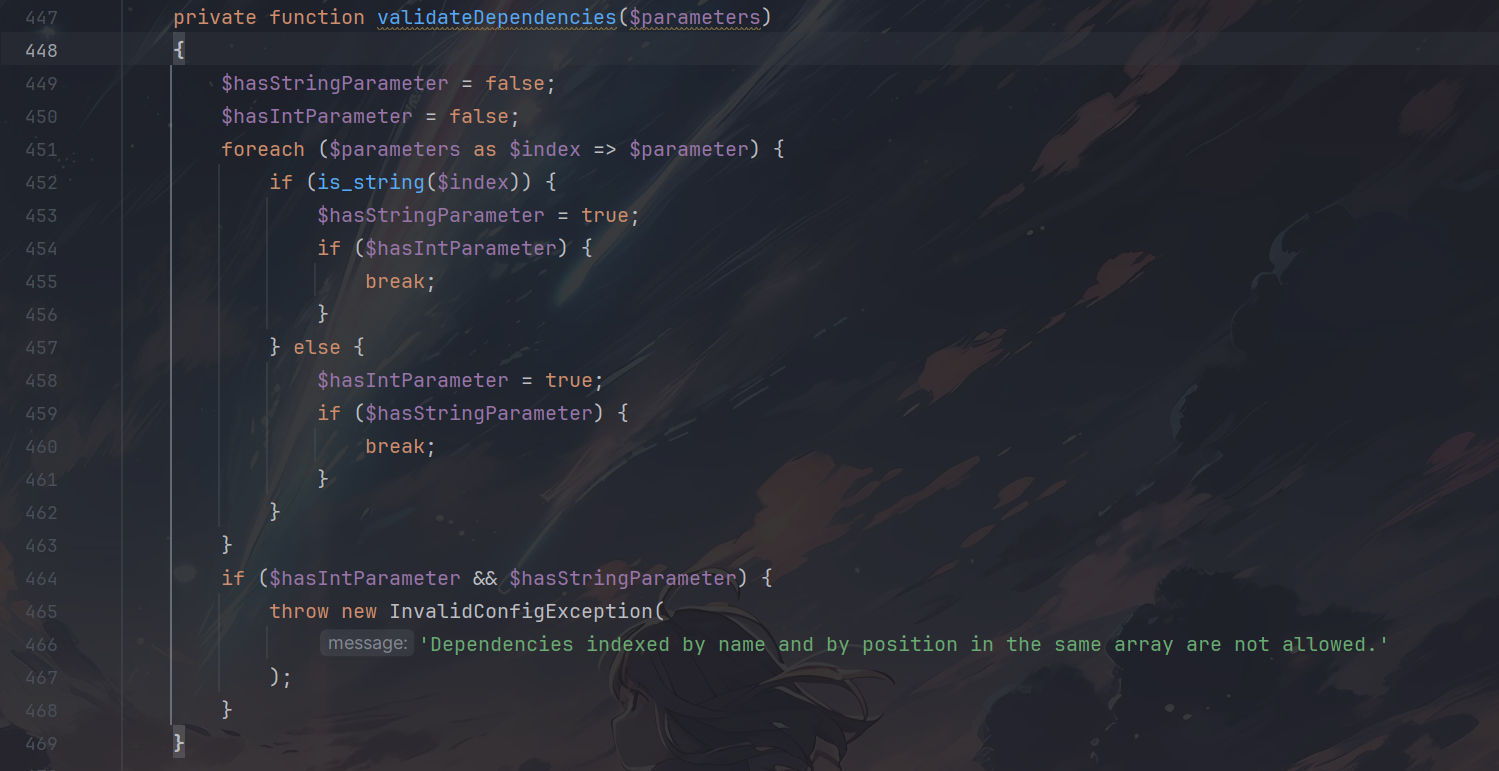 447 private function validateDependencies($parameters)
448 {
449 $hasStringParameter = false;
450 $hasIntParameter = false;
451 foreach ($parameters as $index => $parameter) {
452 if (is_string($index)) {
453 $hasStringParameter = true;
454 if ($hasIntParameter) {
455 break;
456 }
457 } else {
458 $hasIntParameter = true;
459 if ($hasStringParameter) {
460 break;
461 }
462 }
463 }
464 if ($hasIntParameter && $hasStringParameter) {
465 throw new InvalidConfigException(
466 message: 'Dependencies indexed by name and by position in the same array are not allowed.'
467 );
468 }
469 }